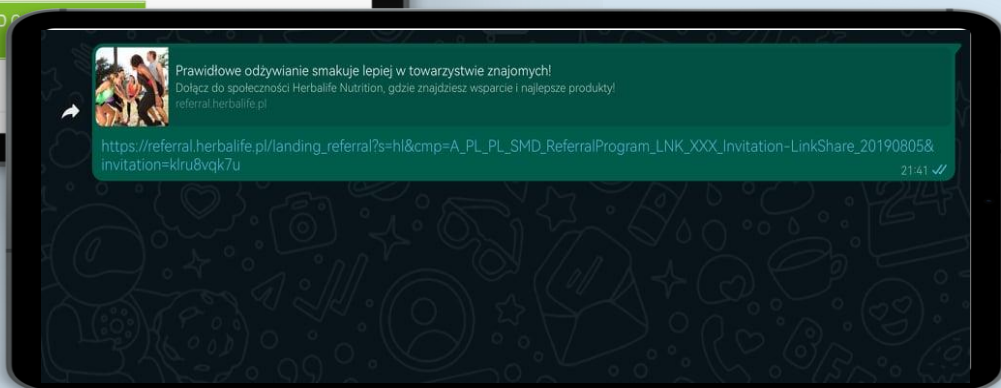 Prawidłowe odżywianie smakuje lepiej w towarzystwie znajomych!
Dołącz do społeczności Herbalife Nutrition, gdzie znajdziesz wsparcie i najlepsze produkty!
referral.herbalife.pl
https://referral.herbalife.pl/landing_referral?s=hl&cmp=A_PL_PL_SMD_ReferralProgram_LNK_XXX_Invitation-LinkShare_20190805&
invitation=klru8vqk7u
21:41